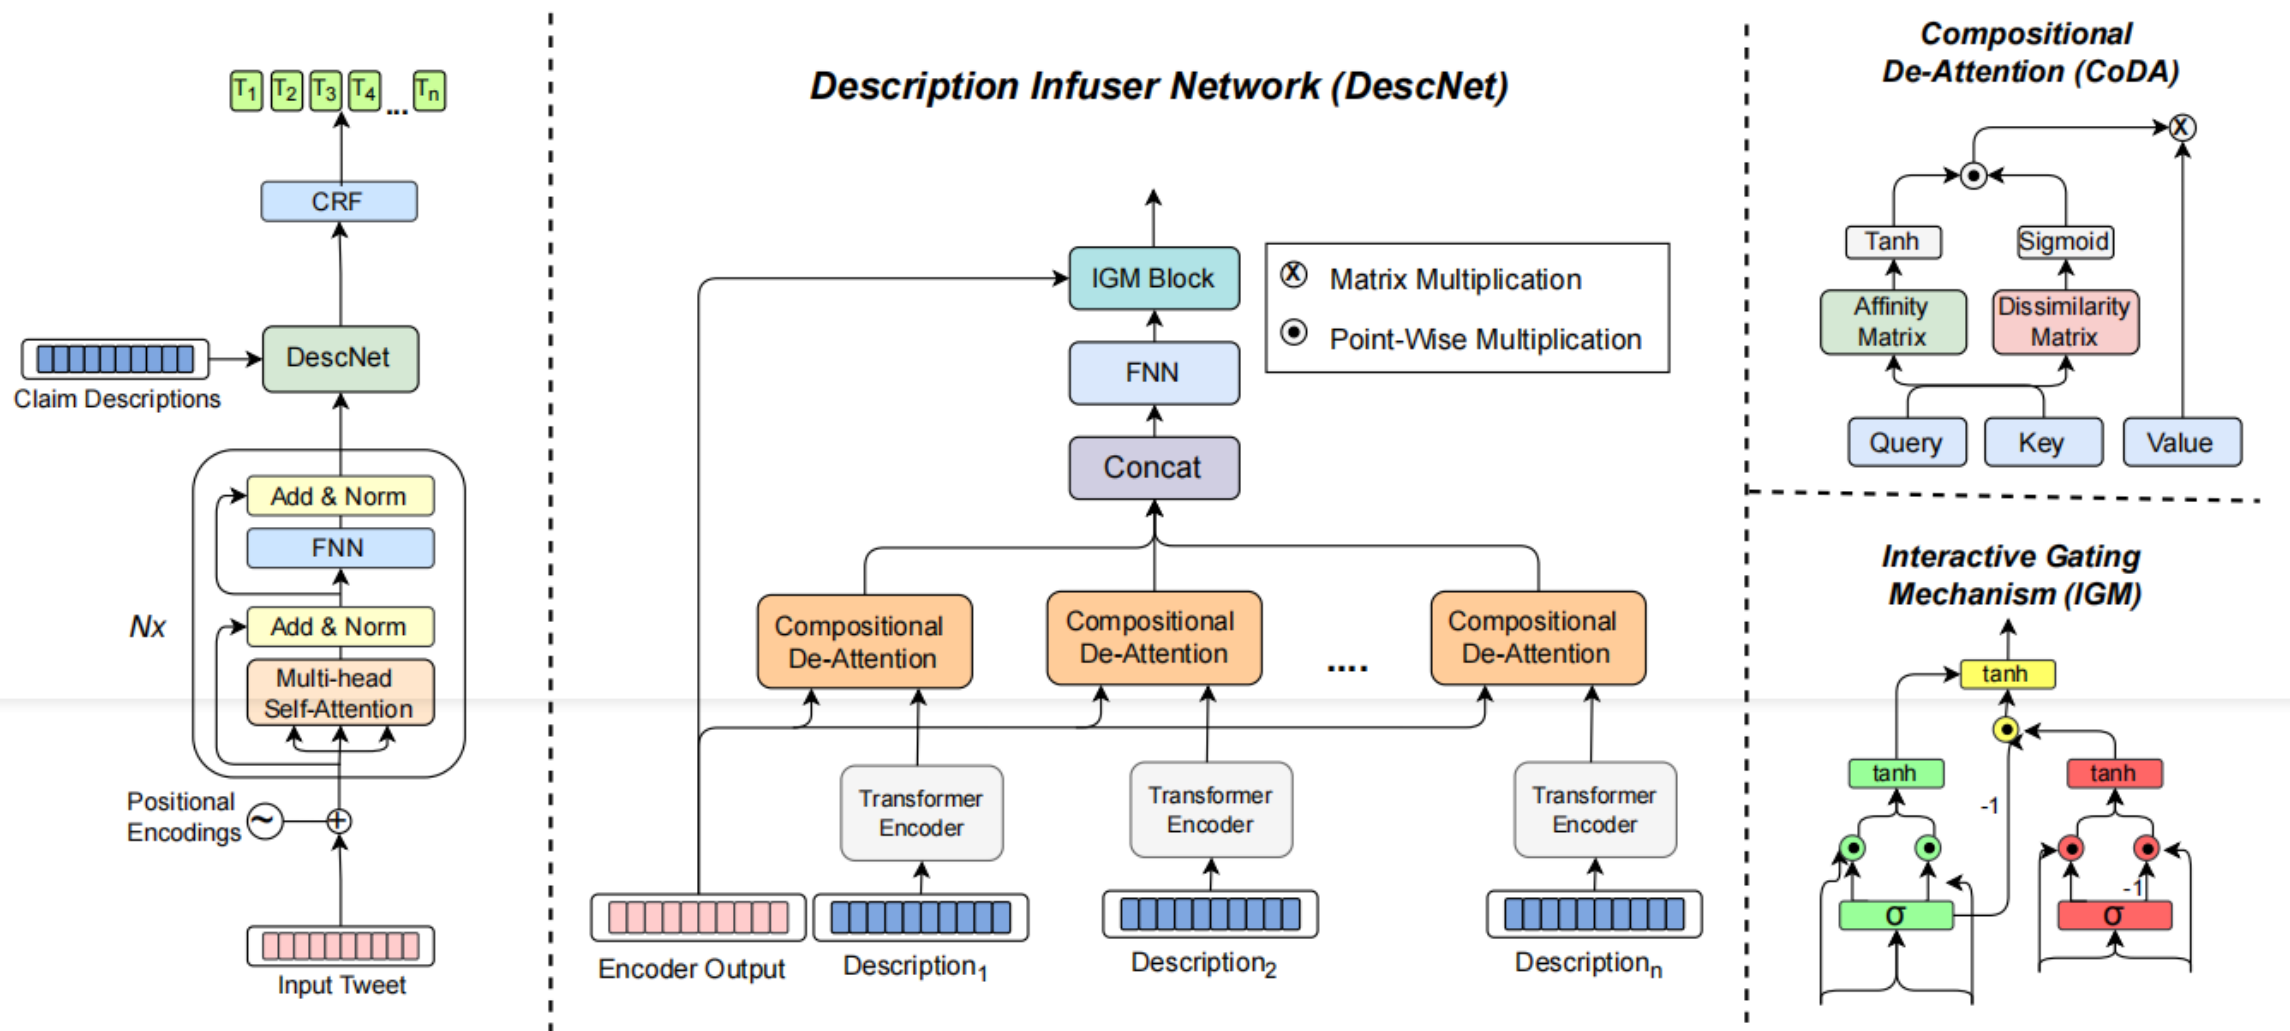 T1 T2 T3 T4 ... Tn
CRF
DescNet
Claim Descriptions
Add & Norm
FNN
Nx
Add & Norm
Multi-head
Self-Attention
Positional
Encodings
~
+
Input Tweet
Description Infuser Network (DescNet)
IGM Block
X Matrix Multiplication
Point-Wise Multiplication
FNN
Concat
Compositional
De-Attention
Compositional
De-Attention
....
Compositional
De-Attention
Transformer
Encoder
Transformer
Encoder
Transformer
Encoder
Encoder Output
Description1
Description2
Descriptionn
Compositional
De-Attention (CoDA)
X
Tanh
Sigmoid
Affinity
Matrix
Dissimilarity
Matrix
Query
Key
Value
Interactive Gating
Mechanism (IGM)
tanh
tanh
tanh
-1
-1
σ
σ